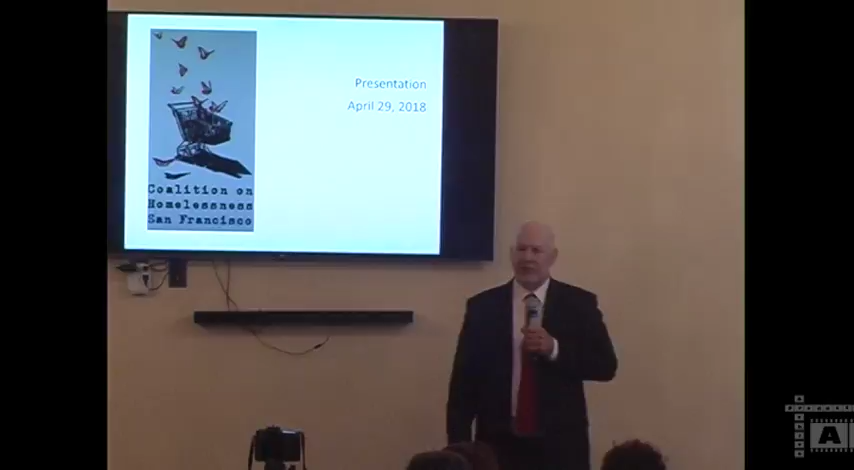 Presentation
April 29, 2018
Coalition on
Homelessness
San Francisco
A